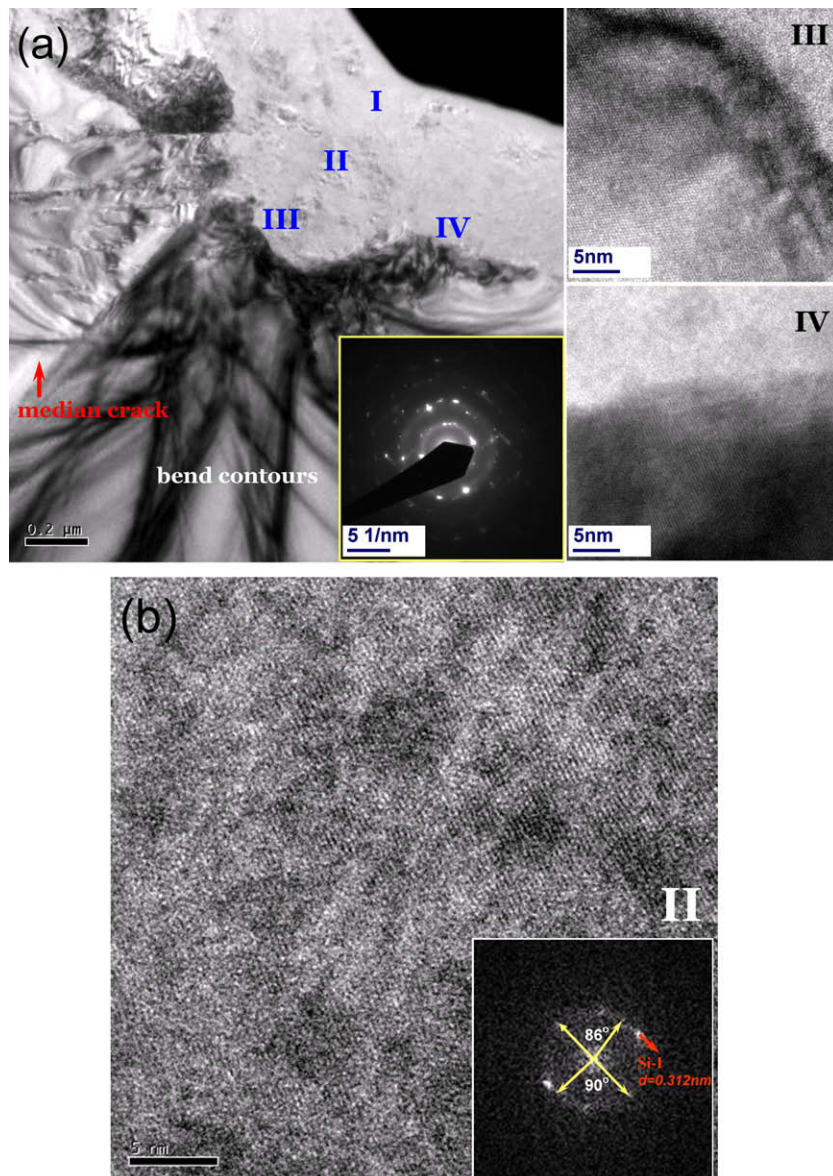 (a)
I
II
III
IV
median crack
bend contours
0.2 μm
5 1/nm
III
5nm
IV
5nm
(b)
II
86°
90°
Si-I
d=0.312nm
5 nm